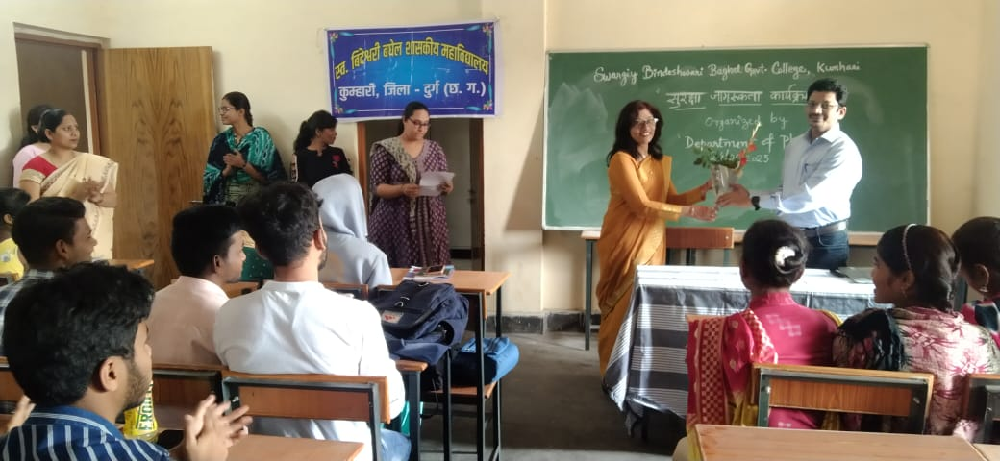 स्व. बिंदेश्वरी बघेल शासकीय महाविद्यालय
कुम्हारी, जिला - दुर्ग (छ. ग.)
Swargiy Bindeshwari Baghel Govt. College, Kumhari
सुरक्षा जागरूकता
Organized by
Department of